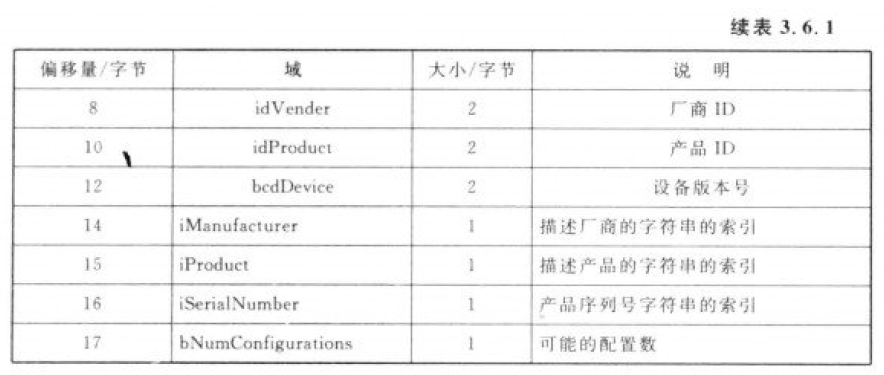 续表 3.6.1
偏移量/字节 域 大小/字节 说 明
8 idVender 2 厂商 ID
10 idProduct 2 产品 ID
12 bcdDevice 2 设备版本号
14 iManufacturer 1 描述厂商的字符串的索引
15 iProduct 1 描述产品的字符串的索引
16 iSerialNumber 1 产品序列号字符串的索引
17 bNumConfigurations 1 可能的配置数